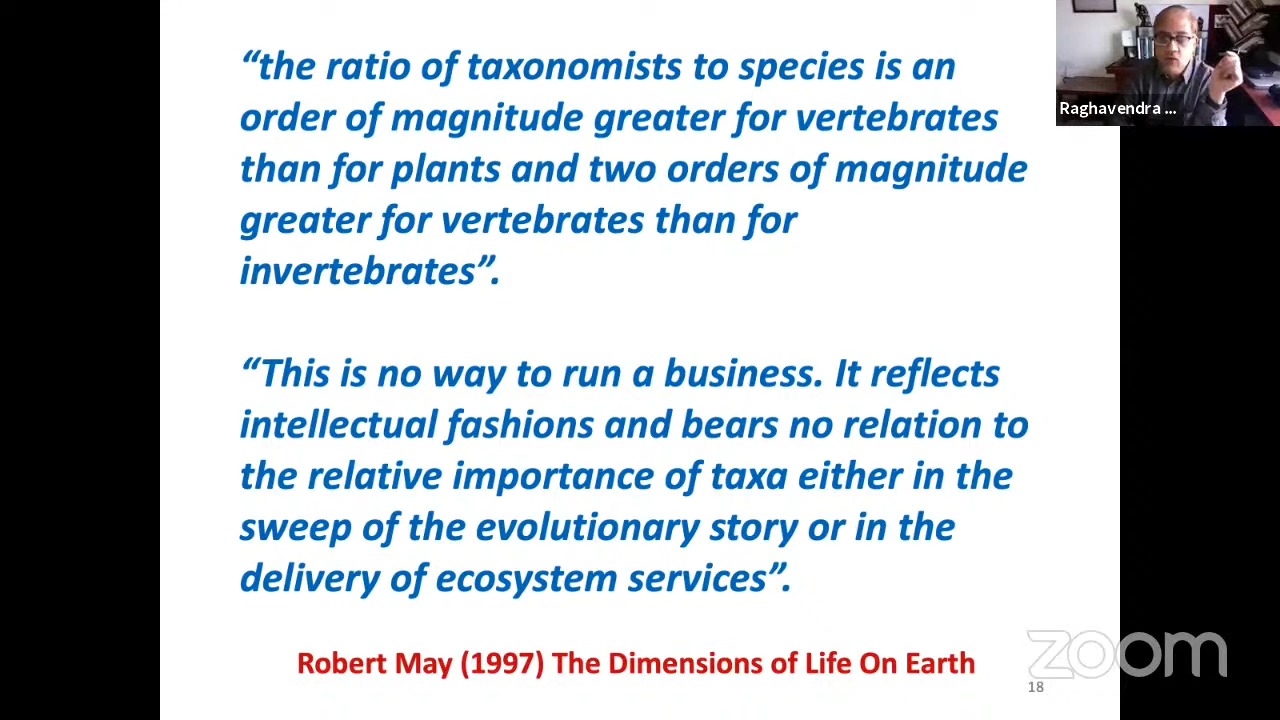 “the ratio of taxonomists to species is an
order of magnitude greater for vertebrates
than for plants and two orders of magnitude
greater for vertebrates than for
invertebrates”.
“This is no way to run a business. It reflects
intellectual fashions and bears no relation to
the relative importance of taxa either in the
sweep of the evolutionary story or in the
delivery of ecosystem services”.
Robert May (1997) The Dimensions of Life On Earth
Raghavendra ...
zoom
18